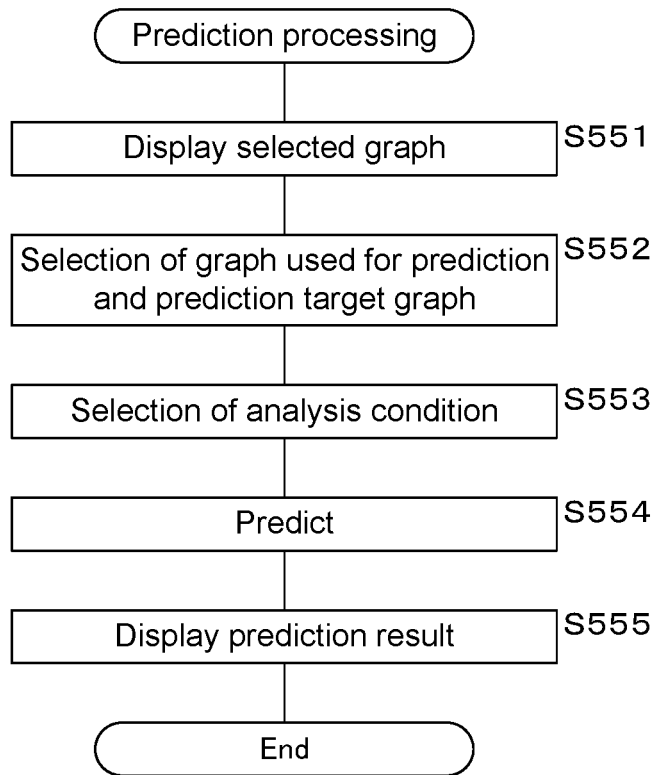 Prediction processing
Display selected graph
S551
Selection of graph used for prediction
and prediction target graph
S552
Selection of analysis condition
S553
Predict
S554
Display prediction result
S555
End